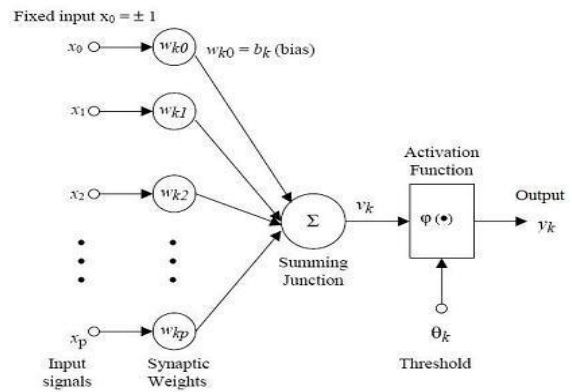 Fixed input x₀ = ± 1
x₀
wk0
wk0 = bk (bias)
x₁
wk1
x₂
wk2
xp
wkp
Input
signals
Synaptic
Weights
Σ
Summing
Junction
vk
Activation
Function
φ (•)
Output
yk
θk
Threshold